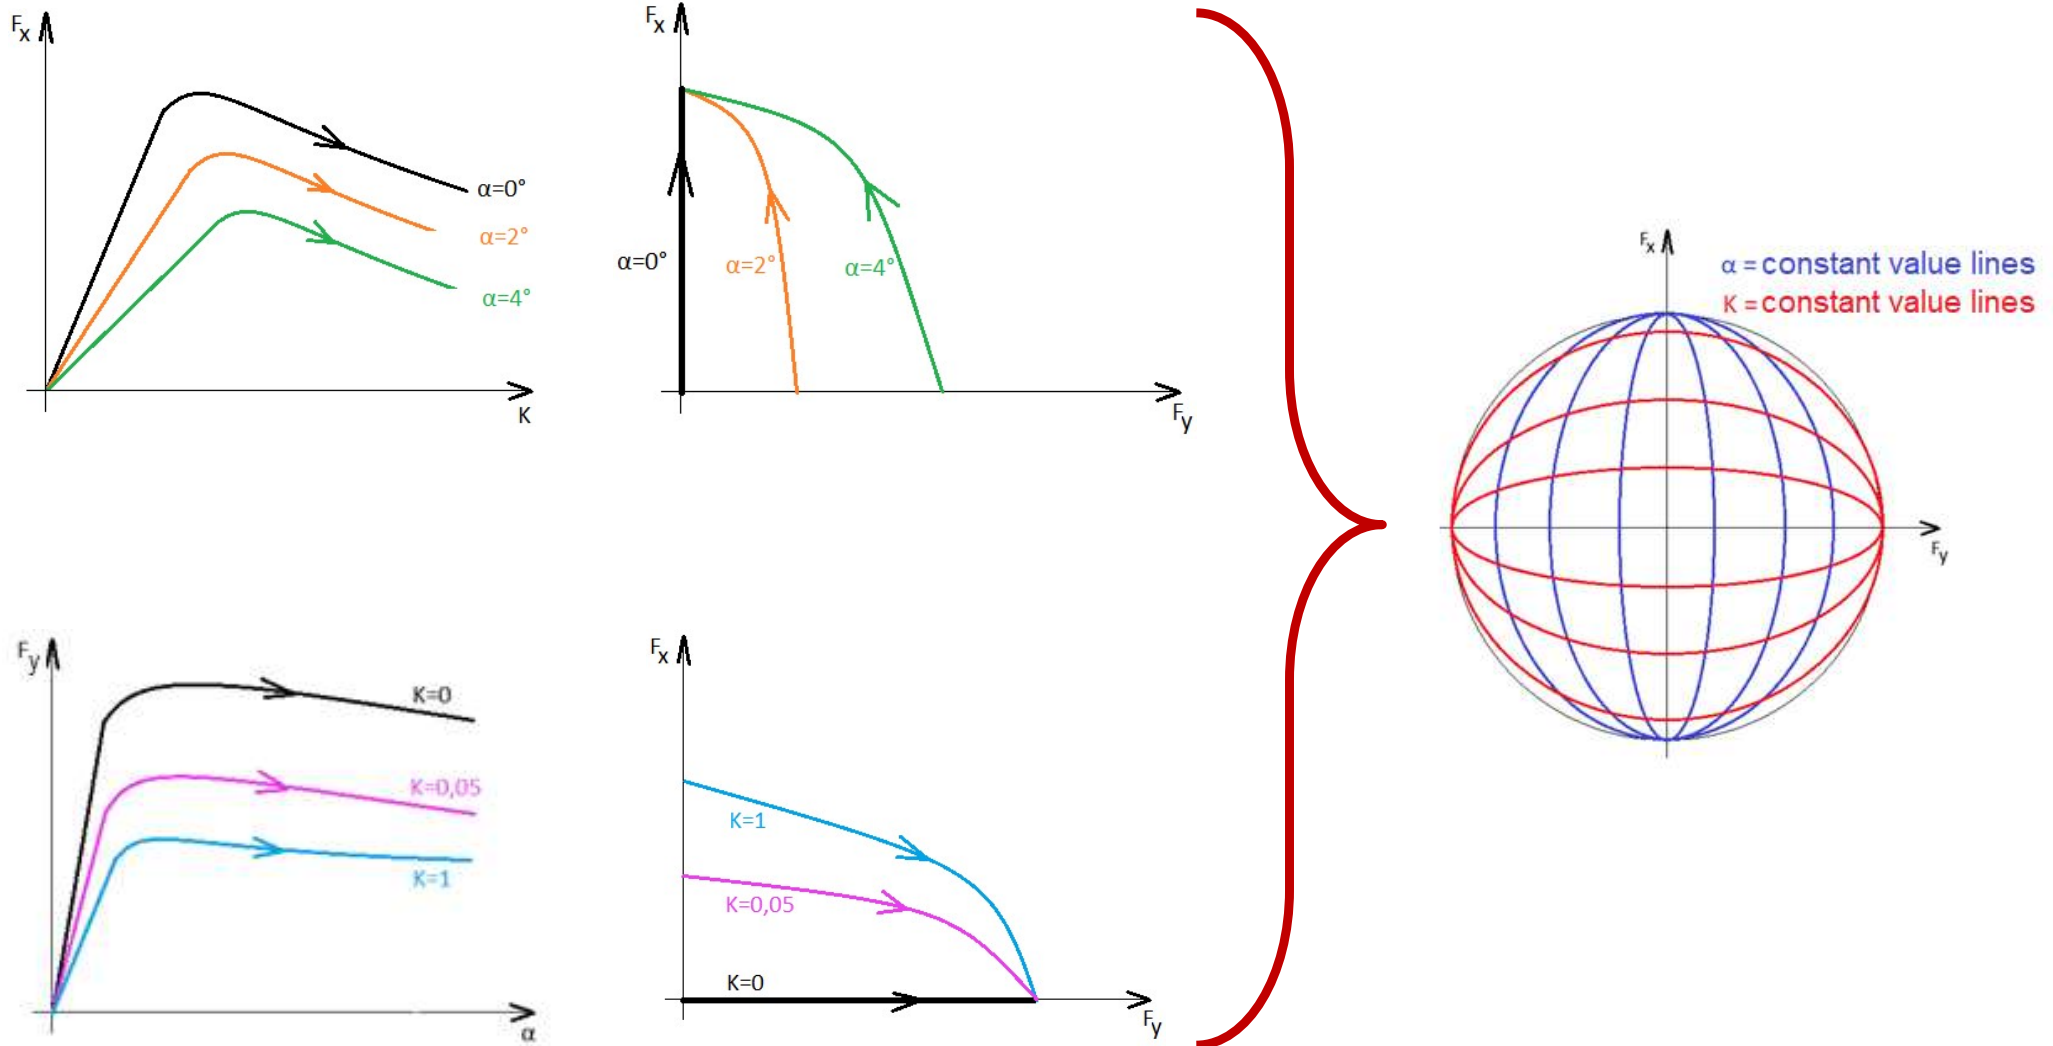 Fx
α=0°
α=2°
α=4°
K
Fx
α=0°
α=2°
α=4°
Fy
Fy
K=0
K=0,05
K=1
α
Fx
K=1
K=0,05
K=0
Fy
Fx
α = constant value lines
K = constant value lines
Fy